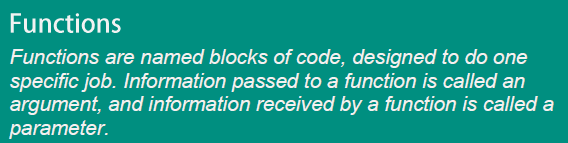 Functions
Functions are named blocks of code, designed to do one
specific job. Information passed to a function is called an
argument, and information received by a function is called a
parameter.